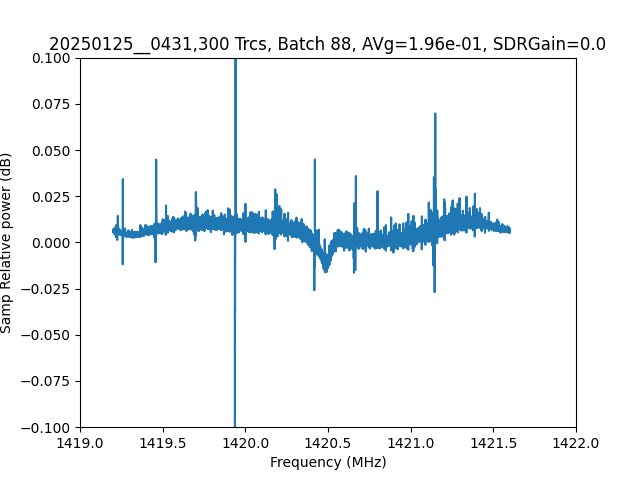 20250125__0431,300 Trcs, Batch 88, AVg=1.96e-01, SDRGain=0.0
0.100
0.075
0.050
0.025
0.000
−0.025
−0.050
−0.075
−0.100
Samp Relative power (dB)
1419.0 1419.5 1420.0 1420.5 1421.0 1421.5 1422.0
Frequency (MHz)